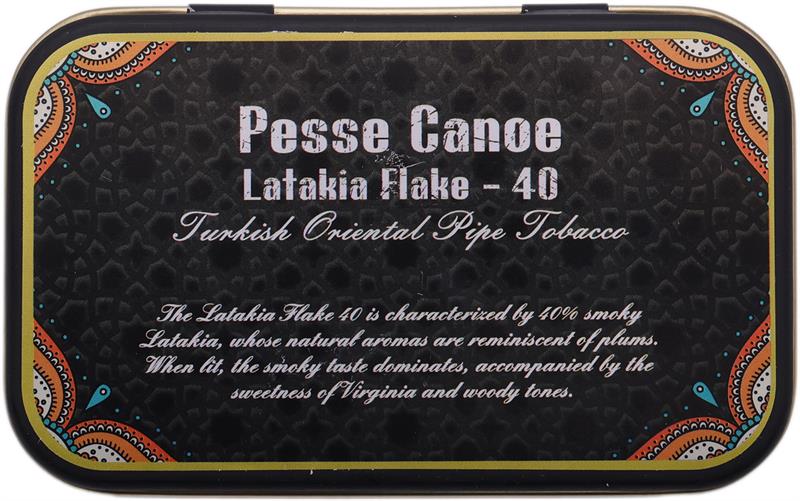 Pesse Canoe
Latakia Flake - 40
Turkish Oriental Pipe Tobacco
The Latakia Flake 40 is characterized by 40% smoky
Latakia, whose natural aromas are reminiscent of plums.
When lit, the smoky taste dominates, accompanied by the
sweetness of Virginia and woody tones.